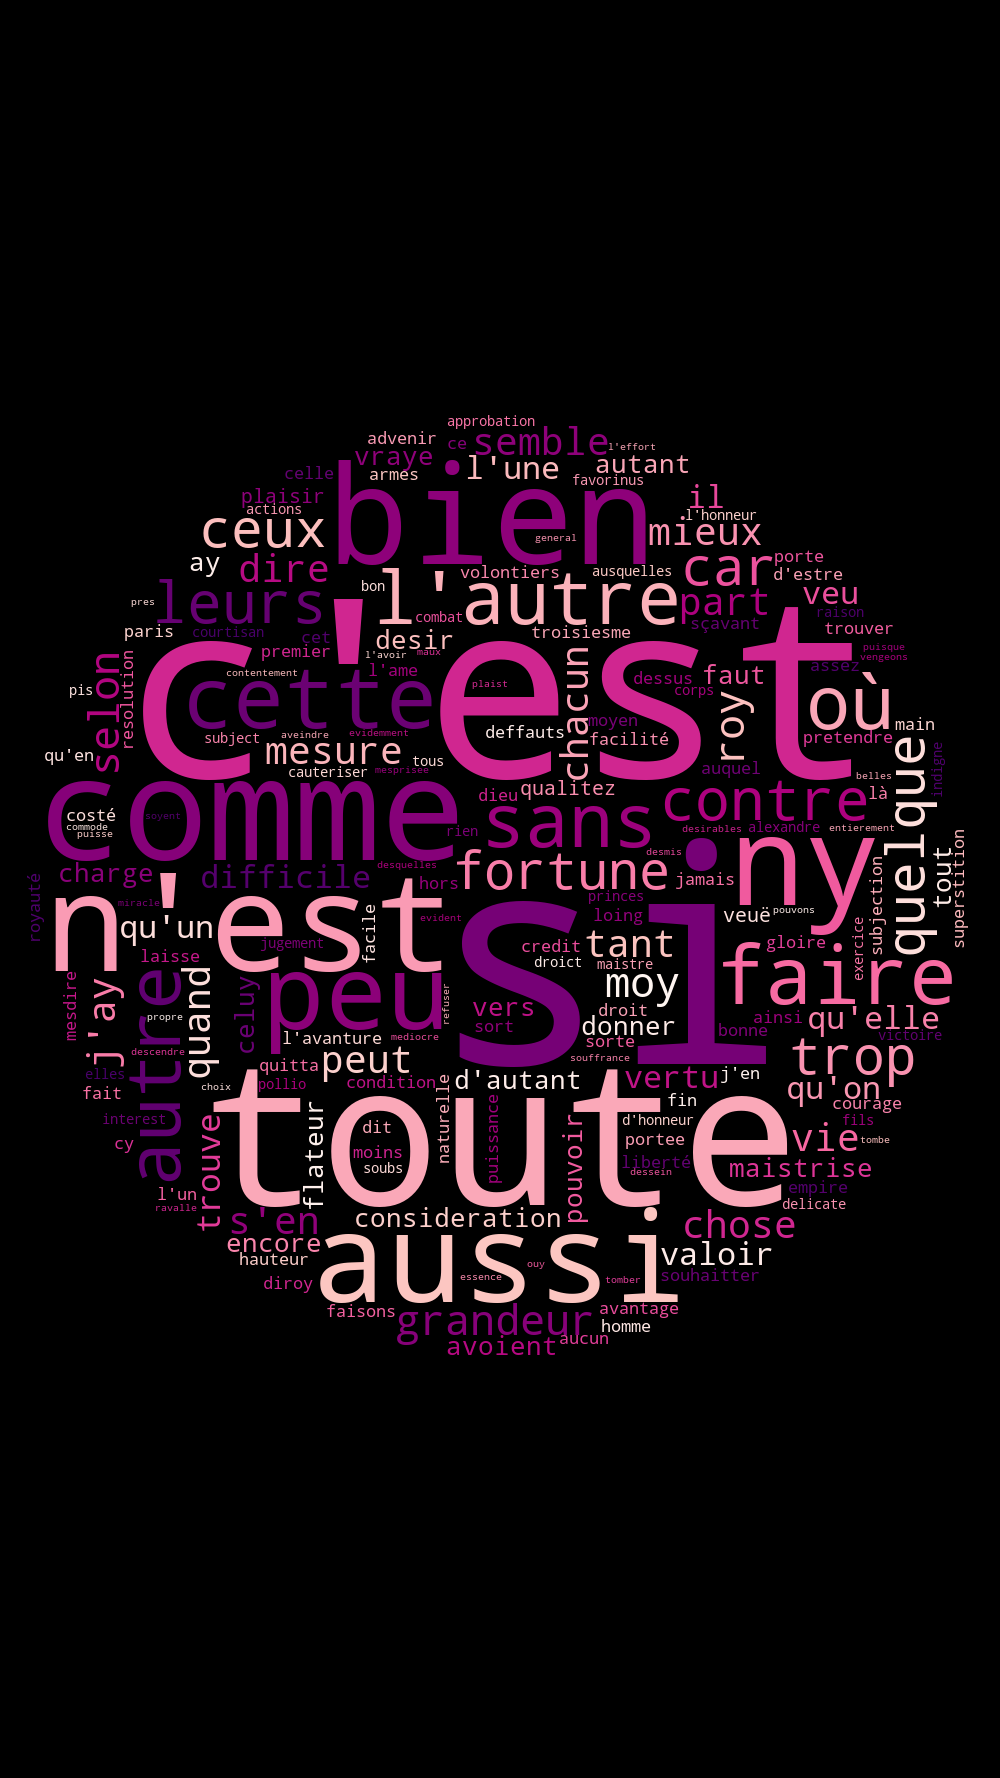 approbation
advenir
ce
semble
l'effort
vraye
l'une
autant
celle
armes
favorinus
plaisir
bien
il
actions
l'honneur
ceux
mieux
general
ay
dire
car
porte
volontiers
ausquelles
d'estre
bon
l'autre
veu
pres
leurs
part
combat
raison
paris
courtisan
cet
desir
troisiesme
sçavant
trouver
premier
l'avoir
maux
puisque
vengeons
selon
resolution
contentement
l'ame
c'est
chacun
dessus
faut
assez
pis
cette
plaist
corps
roy
où
subject
aveindre
evidemment
deffauts
moyen
main
qu'en
mesure
tous
facilité
pretendre
cauteriser
mesprisée
auquel
quelque
indigne
comme
dieu
qualitez
belles
là
costé
soyent
sans
contre
commode
puisse
rien
desirables
alexandre
entierement
charge
difficile
desquelles
fortune
desmis
jamais
ny
tout
superstition
royauté
hors
princes
miracle
n'est
evident
si
loing
veuë
pouvons
subjection
qu'un
facile
jugement
credit
tant
gloire
exercice
laisse
droict
maistre
mesdire
j'ay
autre
quand
celuy
peu
refuser
moy
faire
vers
droit
propre
sort
donner
ainsi
qu'elle
l'avanture
mediocre
sorte
bonne
victoire
descendre
peut
souffrance
trop
elles
quitta
d'autant
vertu
j'en
fait
choix
pollio
condition
qu'on
toute
fin
courage
interest
flateur
naturelle
puissance
pouvoir
d'honneur
fils
cy
trouve
dit
portee
vie
tombe
moins
liberté
soubs
dessein
maistrise
l'un
empire
ravalle
delicate
s'en
consideration
chose
encore
aussi
valoir
hauteur
ouy
diroy
essence
tomber
souhaitter
faisons
grandeur
avantage
homme
avoient
aucun